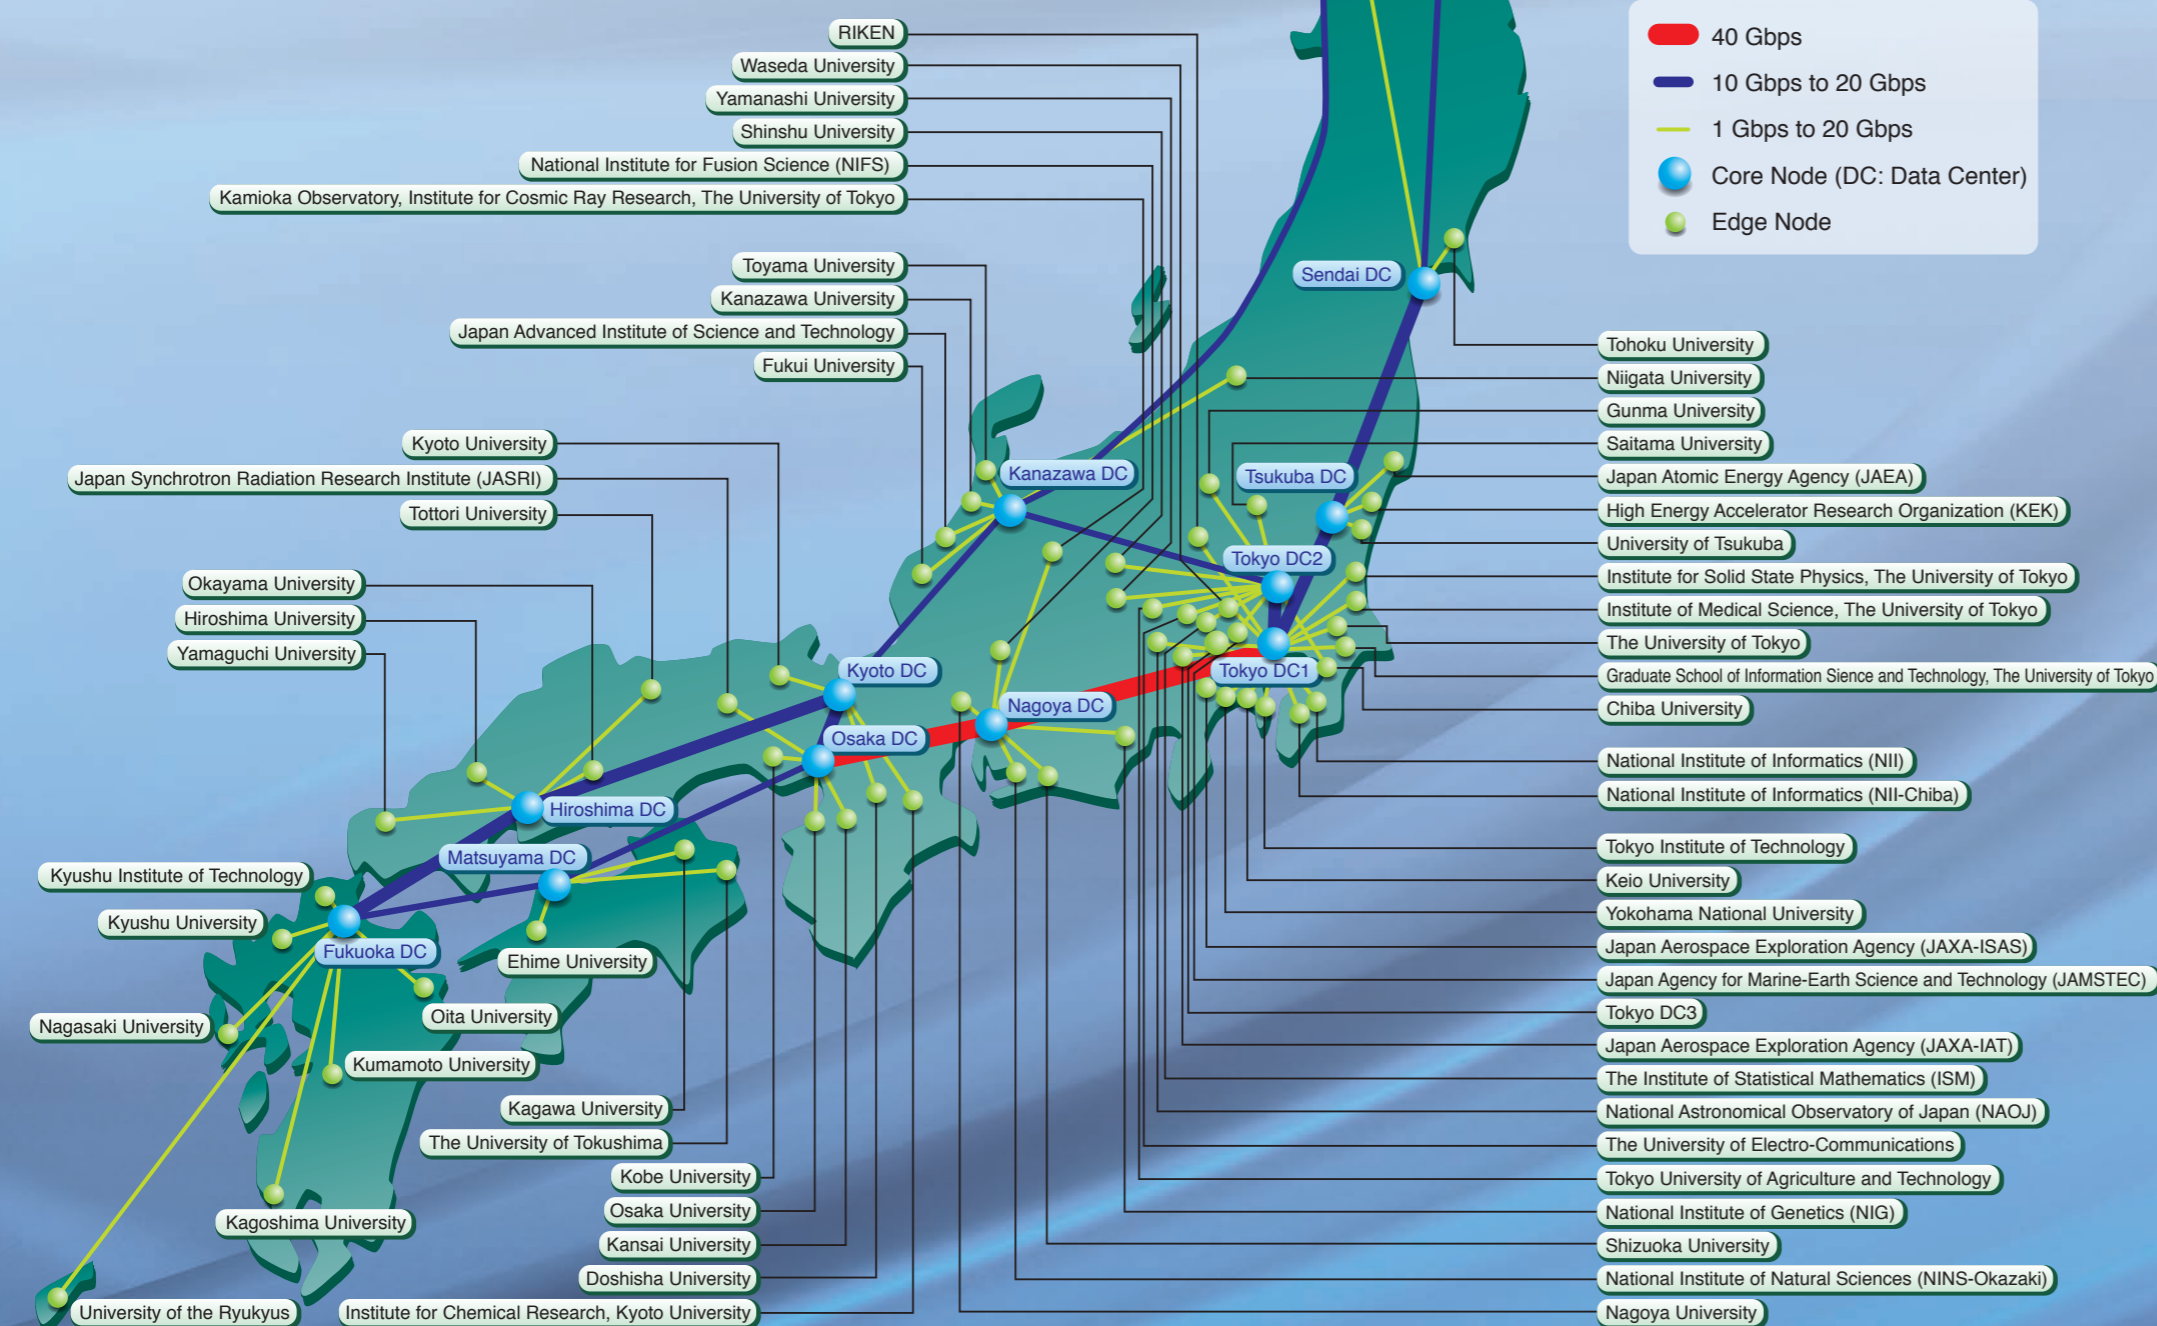 RIKEN
Waseda University
Yamanashi University
Shinshu University
National Institute for Fusion Science (NIFS)
Kamioka Observatory, Institute for Cosmic Ray Research, The University of Tokyo
Toyama University
Kanazawa University
Japan Advanced Institute of Science and Technology
Fukui University
Kyoto University
Japan Synchrotron Radiation Research Institute (JASRI)
Tottori University
Okayama University
Hiroshima University
Yamaguchi University
Kyushu Institute of Technology
Kyushu University
Nagasaki University
University of the Ryukyus
Kagoshima University
Kumamoto University
Oita University
Ehime University
Kagawa University
The University of Tokushima
Kobe University
Osaka University
Kansai University
Doshisha University
Institute for Chemical Research, Kyoto University
Sendai DC
Kanazawa DC
Tsukuba DC
Tokyo DC2
Tokyo DC1
Kyoto DC
Nagoya DC
Osaka DC
Hiroshima DC
Matsuyama DC
Fukuoka DC
40 Gbps
10 Gbps to 20 Gbps
1 Gbps to 20 Gbps
Core Node (DC: Data Center)
Edge Node
Tohoku University
Niigata University
Gunma University
Saitama University
Japan Atomic Energy Agency (JAEA)
High Energy Accelerator Research Organization (KEK)
University of Tsukuba
Institute for Solid State Physics, The University of Tokyo
Institute of Medical Science, The University of Tokyo
The University of Tokyo
Graduate School of Information Sience and Technology, The University of Tokyo
Chiba University
National Institute of Informatics (NII)
National Institute of Informatics (NII-Chiba)
Tokyo Institute of Technology
Keio University
Yokohama National University
Japan Aerospace Exploration Agency (JAXA-ISAS)
Japan Agency for Marine-Earth Science and Technology (JAMSTEC)
Tokyo DC3
Japan Aerospace Exploration Agency (JAXA-IAT)
The Institute of Statistical Mathematics (ISM)
National Astronomical Observatory of Japan (NAOJ)
The University of Electro-Communications
Tokyo University of Agriculture and Technology
National Institute of Genetics (NIG)
Shizuoka University
National Institute of Natural Sciences (NINS-Okazaki)
Nagoya University